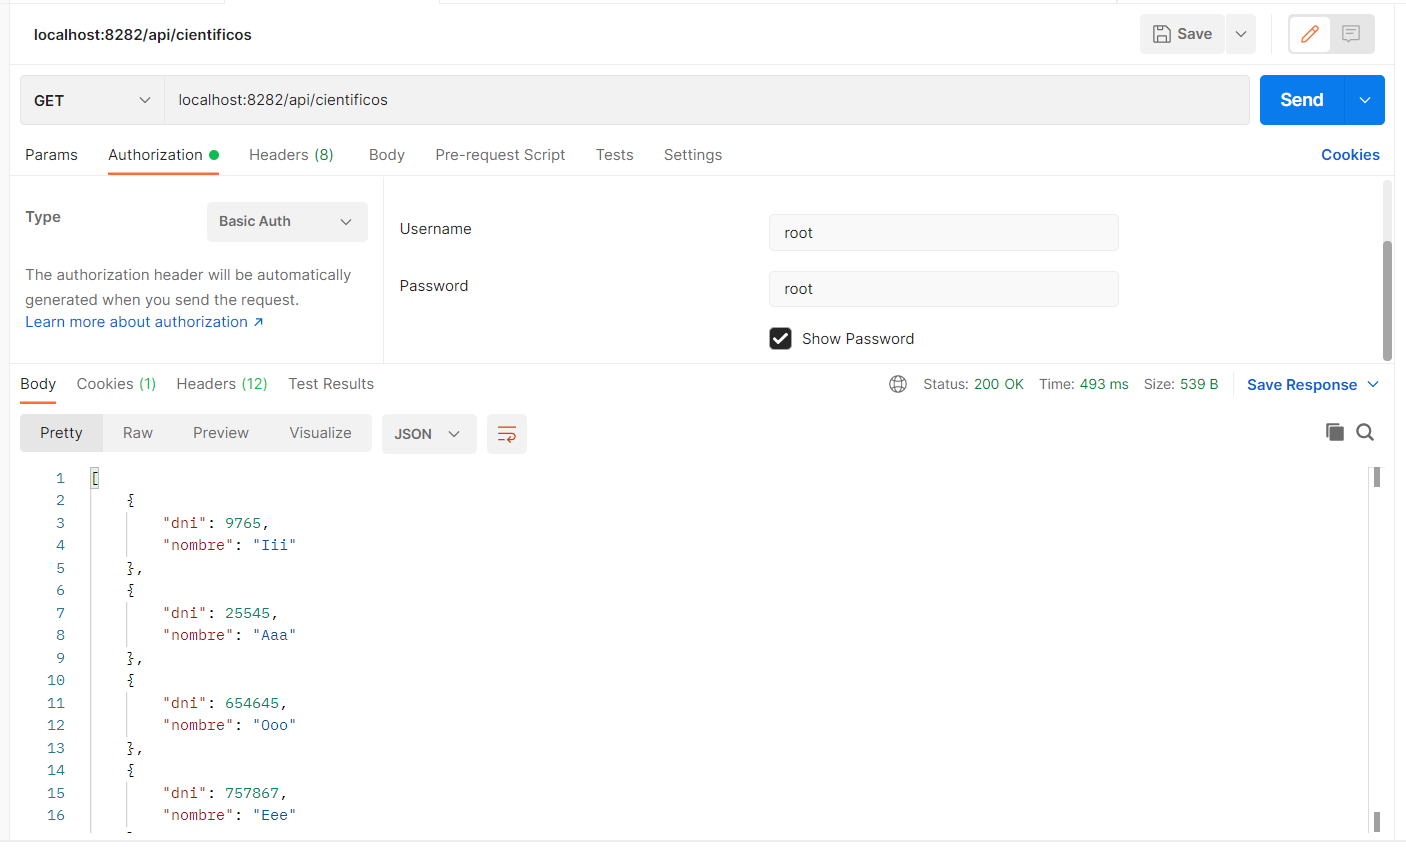 localhost:8282/api/cientificos
Save
GET
localhost:8282/api/cientificos
Send
Params
Authorization
Headers (8)
Body
Pre-request Script
Tests
Settings
Cookies
Type
Basic Auth
The authorization header will be automatically
generated when you send the request.
Learn more about authorization ↗
Username
root
Password
root
Show Password
Body
Cookies (1)
Headers (12)
Test Results
Status: 200 OK
Time: 493 ms
Size: 539 B
Save Response
Pretty
Raw
Preview
Visualize
JSON
1 [
2 {
3 "dni": 9765,
4 "nombre": "Iii"
5 },
6 {
7 "dni": 25545,
8 "nombre": "Aaa"
9 },
10 {
11 "dni": 654645,
12 "nombre": "Ooo"
13 },
14 {
15 "dni": 757867,
16 "nombre": "Eee"